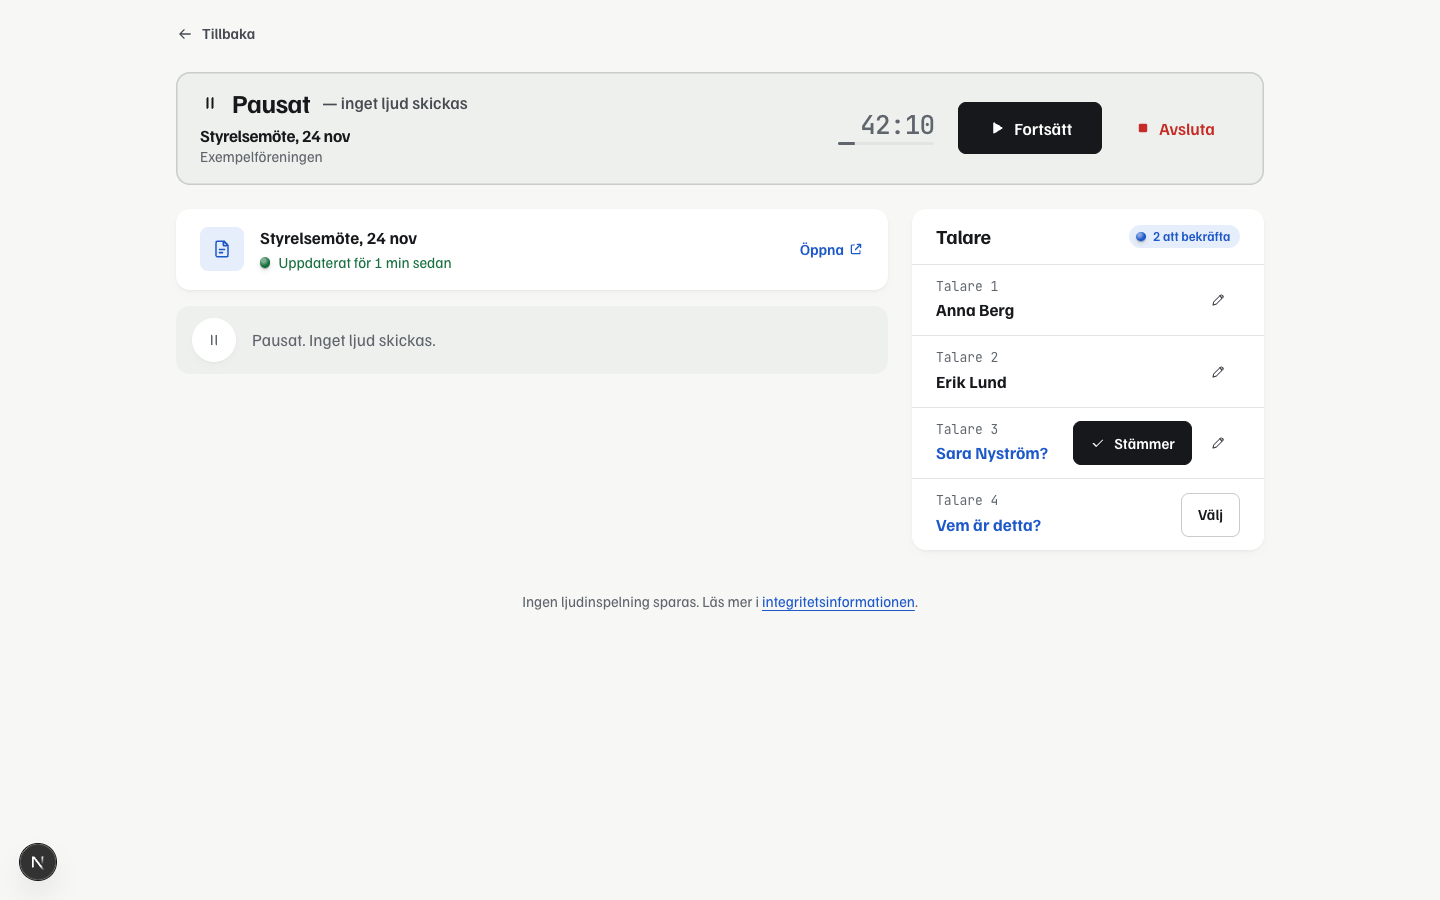 Tillbaka
Pausat — inget ljud skickas
Styrelsemöte, 24 nov
Exempelföreningen
42:10
Fortsätt
Avsluta
Styrelsemöte, 24 nov
Uppdaterat för 1 min sedan
Öppna
Pausat. Inget ljud skickas.
Talare
2 att bekräfta
Talare 1
Anna Berg
Talare 2
Erik Lund
Talare 3
Sara Nyström?
Stämmer
Talare 4
Vem är detta?
Välj
Ingen ljudinspelning sparas. Läs mer i integritetsinformationen.
N